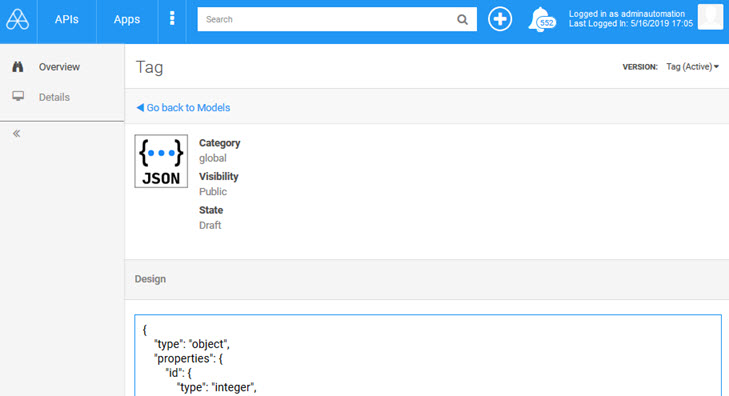 APIs
Apps
Search
552
Logged in as adminautomation
Last Logged In: 5/16/2019 17:05
Overview
Details
Tag
VERSION: Tag (Active)
Go back to Models
{...}
JSON
Category
global
Visibility
Public
State
Draft
Design
{
"type": "object",
"properties": {
"id": {
"type": "integer",